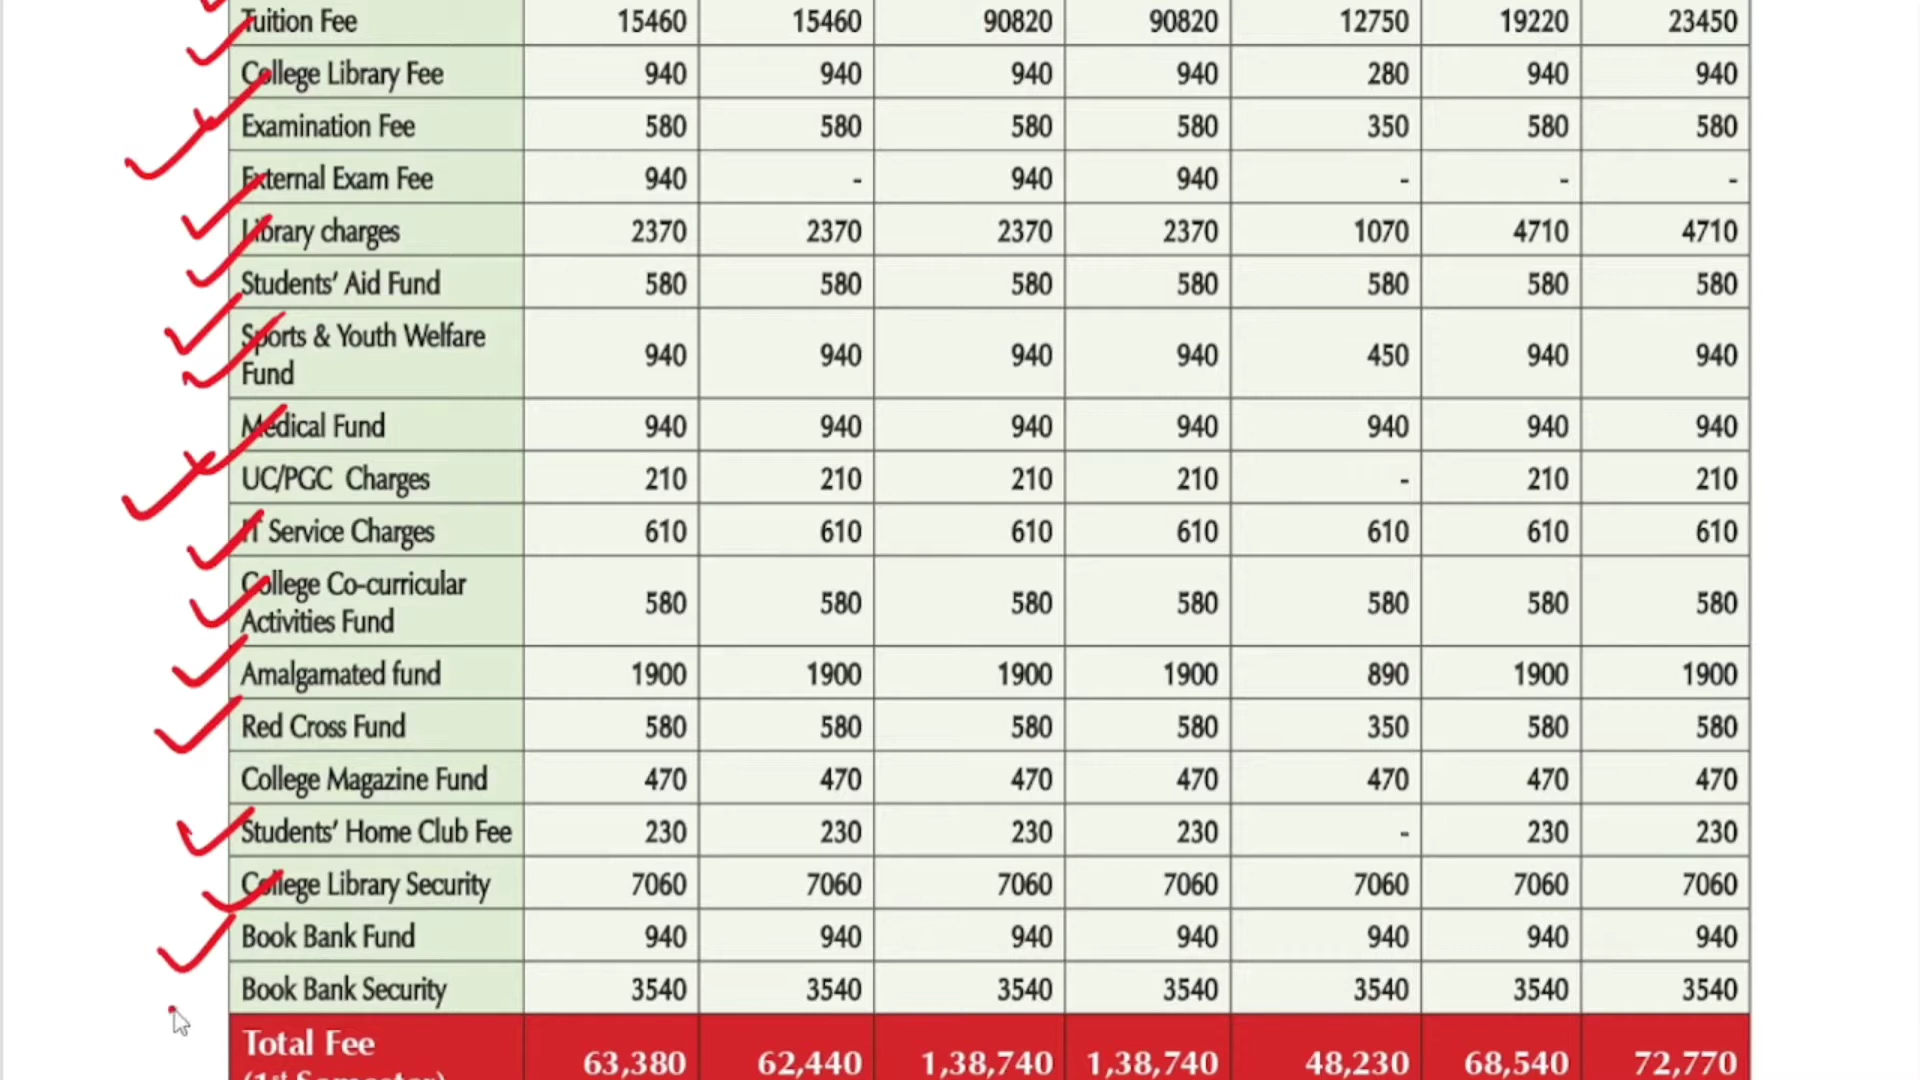 Tuition Fee 15460 15460 90820 90820 12750 19220 23450
College Library Fee 940 940 940 940 280 940 940
Examination Fee 580 580 580 580 350 580 580
External Exam Fee 940 - 940 940 - - -
Library charges 2370 2370 2370 2370 1070 4710 4710
Students' Aid Fund 580 580 580 580 580 580 580
Sports & Youth Welfare
Fund 940 940 940 940 450 940 940
Medical Fund 940 940 940 940 940 940 940
UC/PGC Charges 210 210 210 210 - 210 210
IT Service Charges 610 610 610 610 610 610 610
College Co-curricular
Activities Fund 580 580 580 580 580 580 580
Amalgamated fund 1900 1900 1900 1900 890 1900 1900
Red Cross Fund 580 580 580 580 350 580 580
College Magazine Fund 470 470 470 470 470 470 470
Students' Home Club Fee 230 230 230 230 - 230 230
College Library Security 7060 7060 7060 7060 7060 7060 7060
Book Bank Fund 940 940 940 940 940 940 940
Book Bank Security 3540 3540 3540 3540 3540 3540 3540
Total Fee 63,380 62,440 1,38,740 1,38,740 48,230 68,540 72,770
(1st Semester)